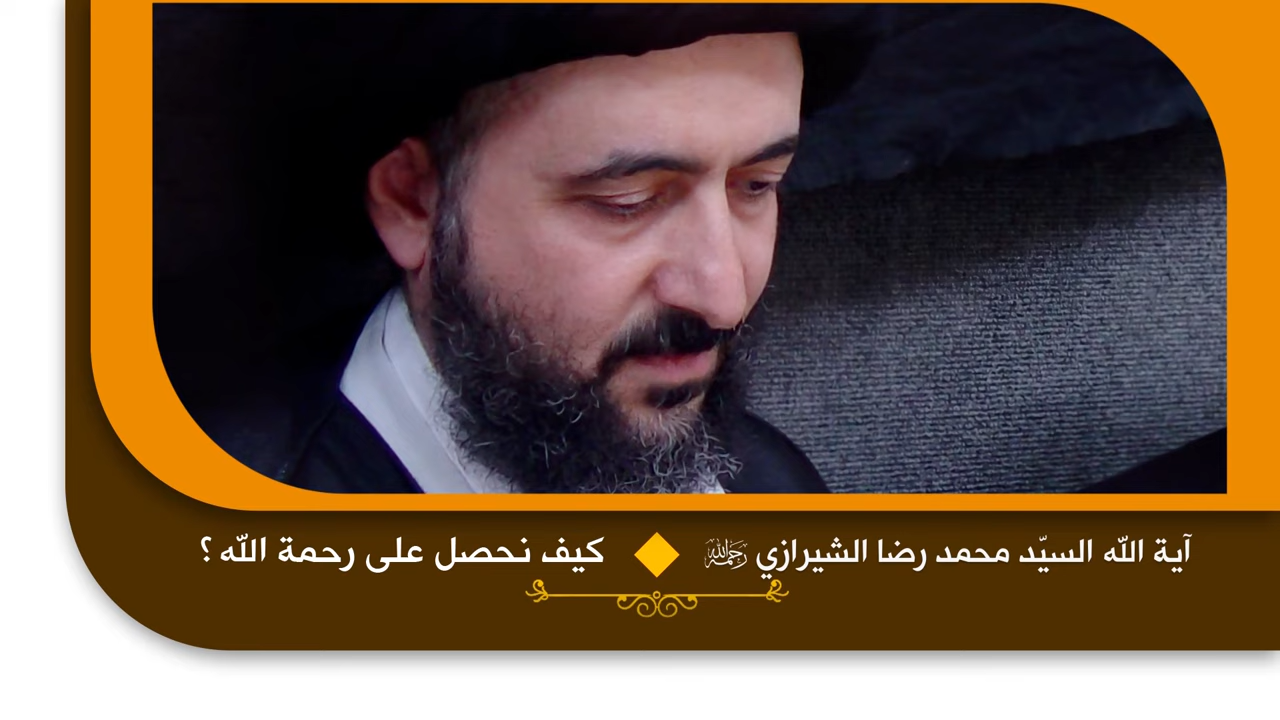 آية الله السيّد محمد رضا الشيرازي رحمه الله ◆ كيف نحصل على رحمة الله ؟